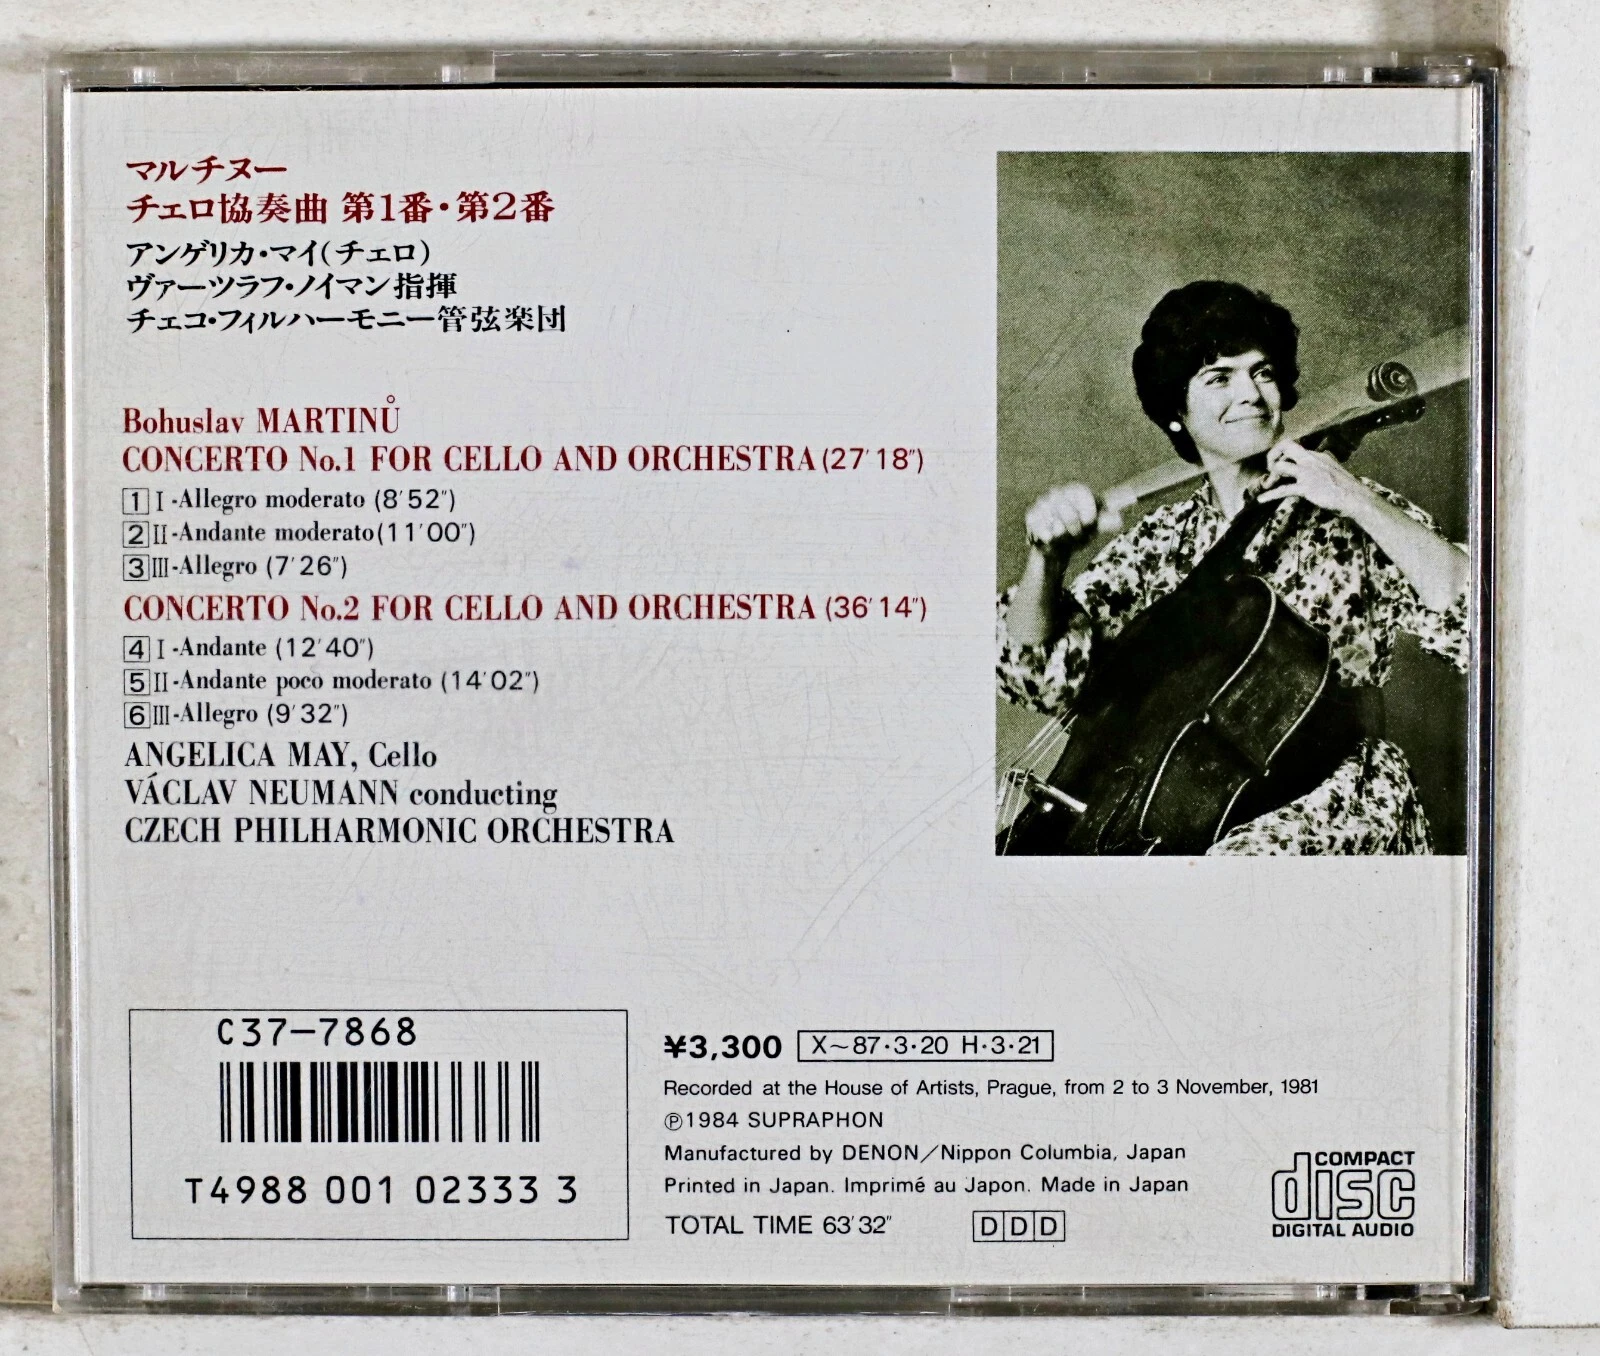 マルチヌー
チェロ協奏曲 第1番・第2番
アンゲリカ・マイ(チェロ)
ヴァーツラフ・ノイマン指揮
チェコ・フィルハーモニー管弦楽団
Bohuslav MARTINŮ
CONCERTO No.1 FOR CELLO AND ORCHESTRA (27'18")
1 I-Allegro moderato (8'52")
2 II-Andante moderato (11'00")
3 III-Allegro (7'26")
CONCERTO No.2 FOR CELLO AND ORCHESTRA (36'14")
4 I-Andante (12'40")
5 II-Andante poco moderato (14'02")
6 III-Allegro (9'32")
ANGELICA MAY, Cello
VÁCLAV NEUMANN conducting
CZECH PHILHARMONIC ORCHESTRA
C37-7868
T4988 001 02333 3
¥3,300 X~87・3・20 H・3・21
Recorded at the House of Artists, Prague, from 2 to 3 November, 1981
Ⓟ1984 SUPRAPHON
Manufactured by DENON/Nippon Columbia, Japan
Printed in Japan. Imprimé au Japon. Made in Japan
TOTAL TIME 63'32" DDD
COMPACT
disc
DIGITAL AUDIO